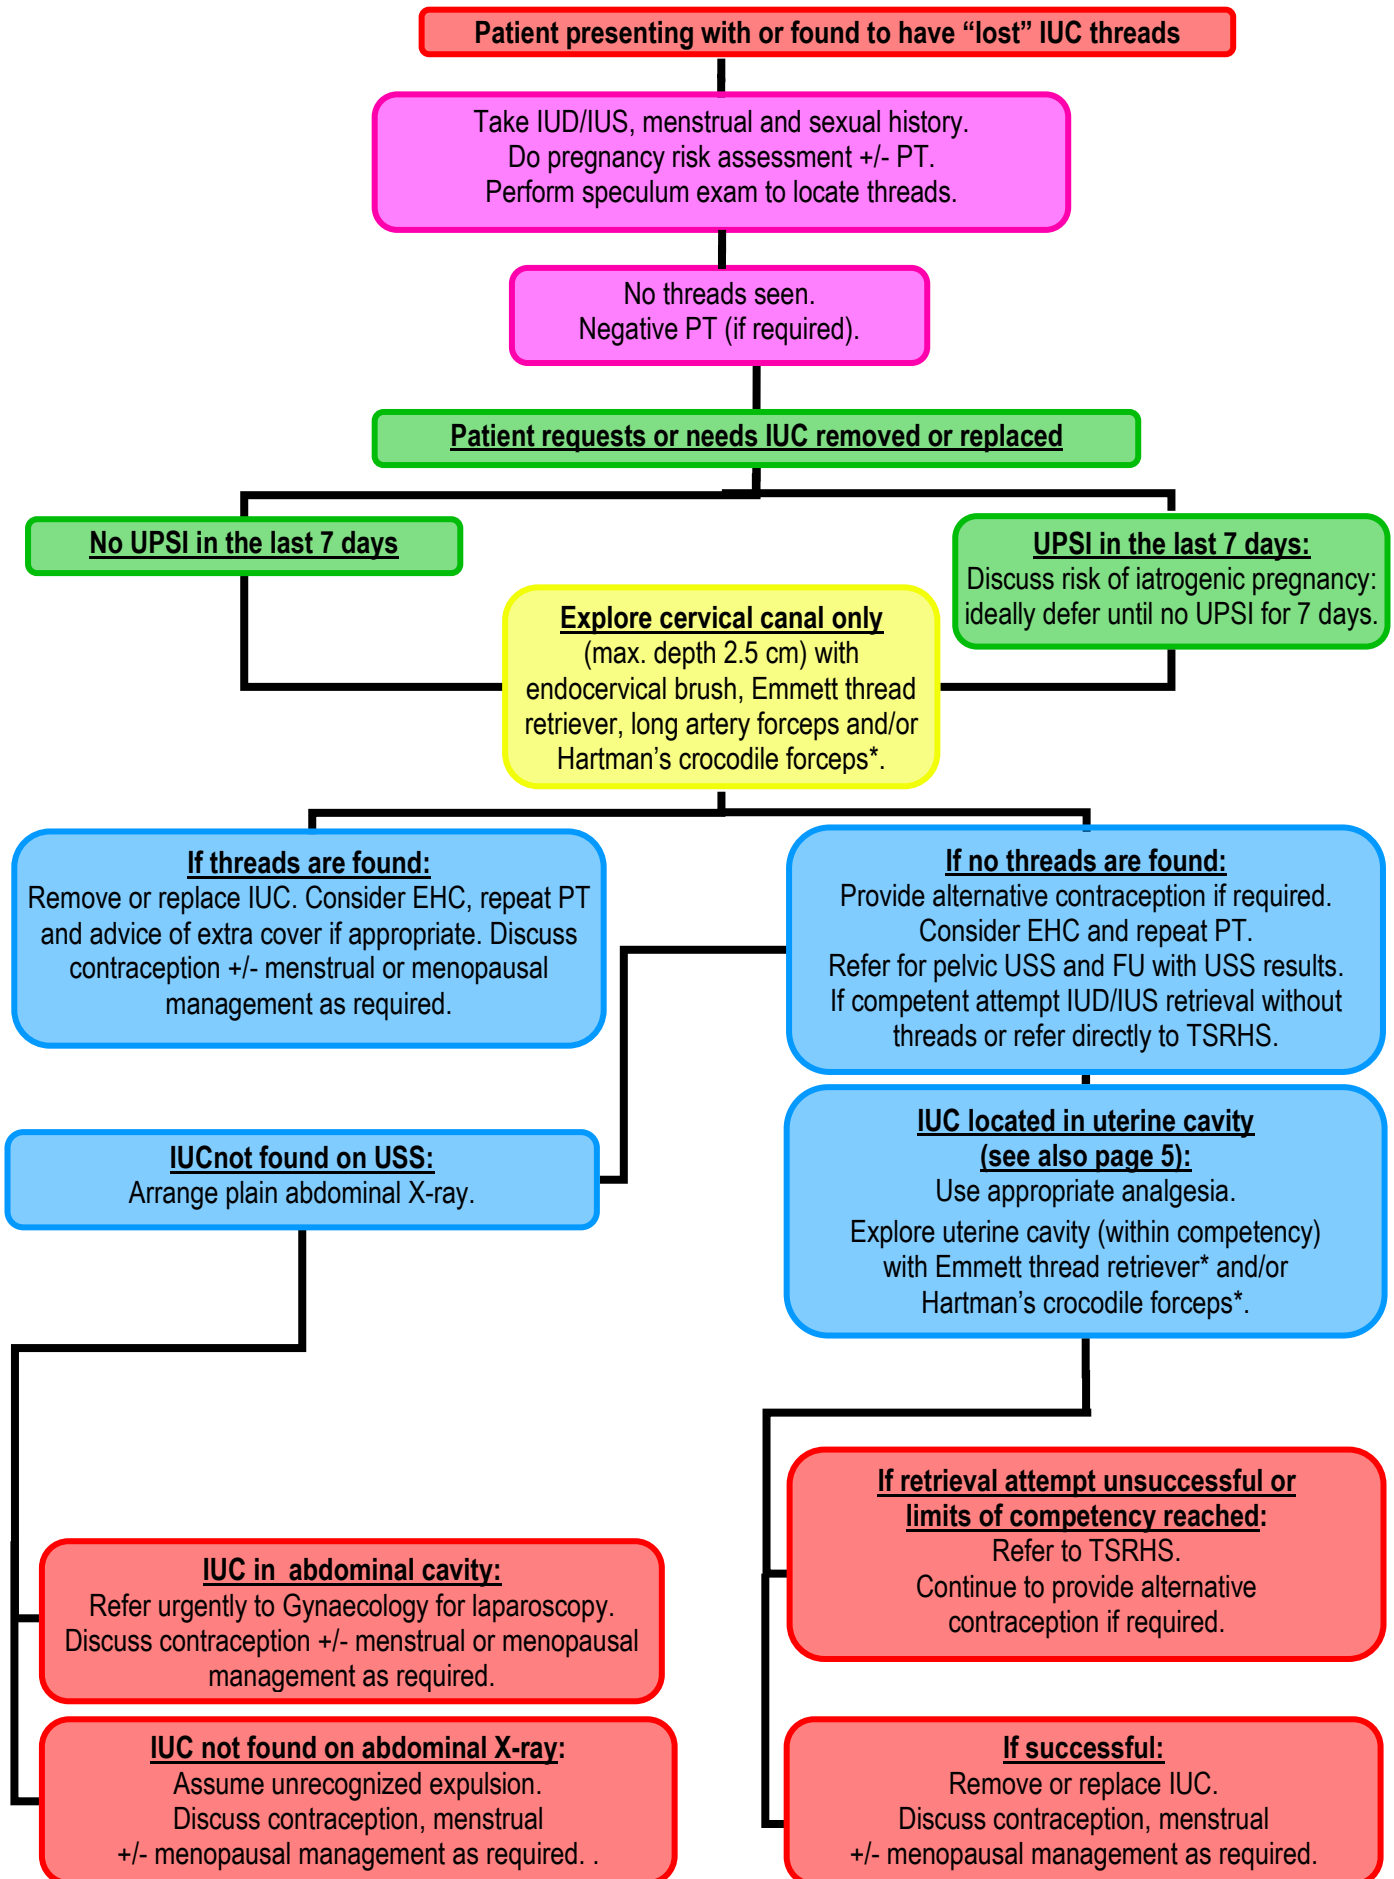 Patient presenting with or found to have “lost” IUC threads
Take IUD/IUS, menstrual and sexual history.
Do pregnancy risk assessment +/- PT.
Perform speculum exam to locate threads.
No threads seen.
Negative PT (if required).
Patient requests or needs IUC removed or replaced
No UPSI in the last 7 days
UPSI in the last 7 days:
Discuss risk of iatrogenic pregnancy:
ideally defer until no UPSI for 7 days.
Explore cervical canal only
(max. depth 2.5 cm) with
endocervical brush, Emmett thread
retriever, long artery forceps and/or
Hartman’s crocodile forceps*.
If threads are found:
Remove or replace IUC. Consider EHC, repeat PT
and advice of extra cover if appropriate. Discuss
contraception +/- menstrual or menopausal
management as required.
If no threads are found:
Provide alternative contraception if required.
Consider EHC and repeat PT.
Refer for pelvic USS and FU with USS results.
If competent attempt IUD/IUS retrieval without
threads or refer directly to TSRHS.
IUCnot found on USS:
Arrange plain abdominal X-ray.
IUC located in uterine cavity
(see also page 5):
Use appropriate analgesia.
Explore uterine cavity (within competency)
with Emmett thread retriever* and/or
Hartman’s crocodile forceps*.
If retrieval attempt unsuccessful or
limits of competency reached:
Refer to TSRHS.
Continue to provide alternative
contraception if required.
IUC in abdominal cavity:
Refer urgently to Gynaecology for laparoscopy.
Discuss contraception +/- menstrual or menopausal
management as required.
IUC not found on abdominal X-ray:
Assume unrecognized expulsion.
Discuss contraception, menstrual
+/- menopausal management as required. .
If successful:
Remove or replace IUC.
Discuss contraception, menstrual
+/- menopausal management as required.